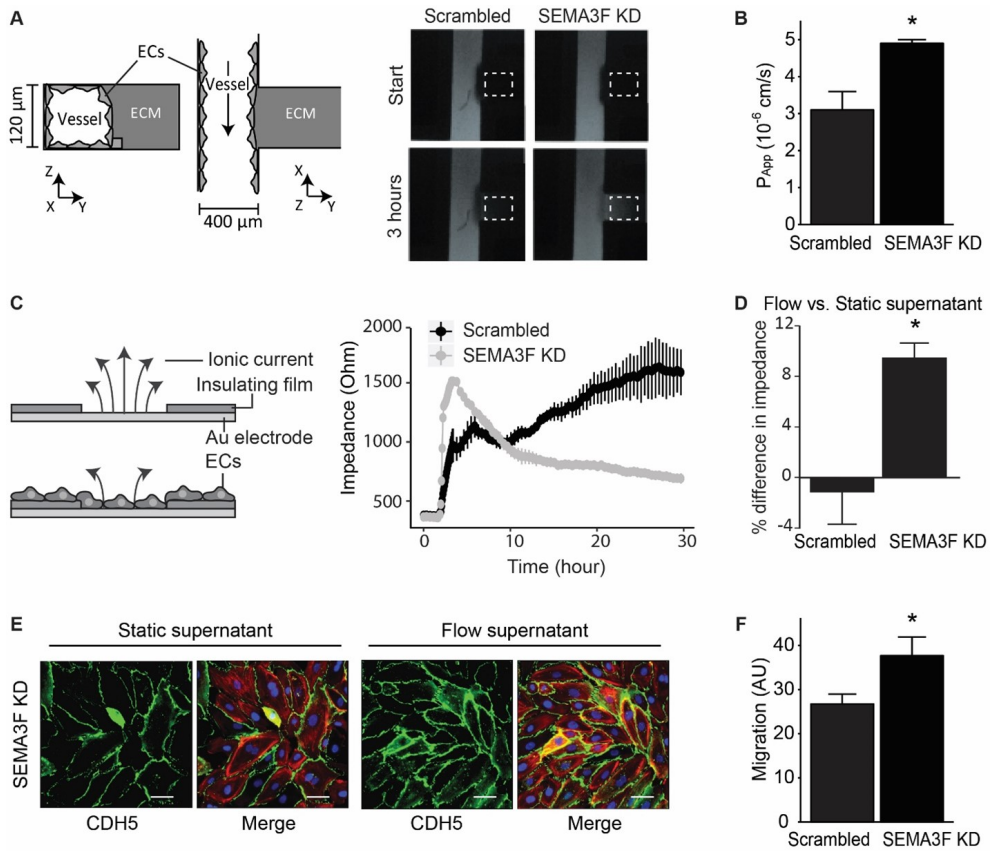 A
ECs
Vessel
ECM
120 µm
Z
X
Y
Vessel
ECM
400 µm
X
Z
Y
Scrambled
SEMA3F KD
Start
3 hours
B
*
5
4
3
2
1
0
P_App (10^-6 cm/s)
Scrambled
SEMA3F KD
C
Ionic current
Insulating film
Au electrode
ECs
2000
1500
1000
500
Impedance (Ohm)
Scrambled
SEMA3F KD
0
10
20
30
Time (hour)
D
Flow vs. Static supernatant
*
12
8
4
0
-4
% difference in impedance
Scrambled
SEMA3F KD
E
Static supernatant
Flow supernatant
SEMA3F KD
CDH5
Merge
CDH5
Merge
F
*
40
30
20
10
0
Migration (AU)
Scrambled
SEMA3F KD